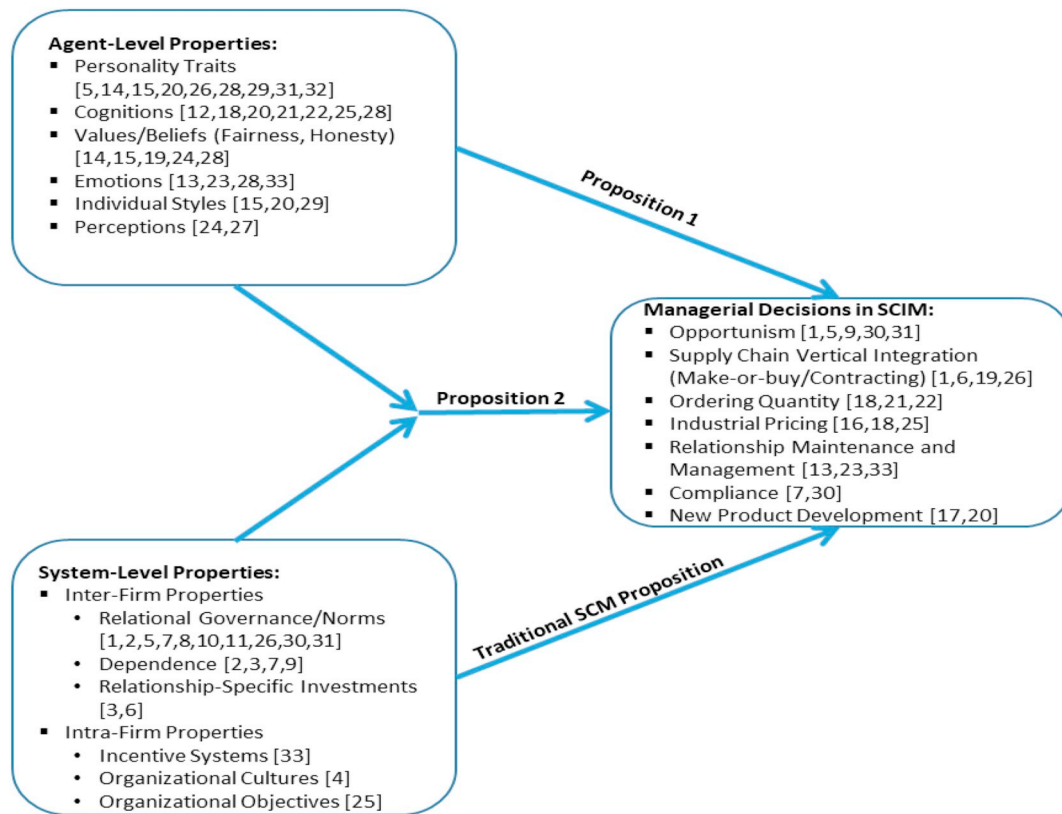 Agent-Level Properties:
▪ Personality Traits
[5,14,15,20,26,28,29,31,32]
▪ Cognitions [12,18,20,21,22,25,28]
▪ Values/Beliefs (Fairness, Honesty)
[14,15,19,24,28]
▪ Emotions [13,23,28,33]
▪ Individual Styles [15,20,29]
▪ Perceptions [24,27]
Proposition 1
Managerial Decisions in SCIM:
▪ Opportunism [1,5,9,30,31]
▪ Supply Chain Vertical Integration
(Make-or-buy/Contracting) [1,6,19,26]
▪ Ordering Quantity [18,21,22]
▪ Industrial Pricing [16,18,25]
▪ Relationship Maintenance and
Management [13,23,33]
▪ Compliance [7,30]
▪ New Product Development [17,20]
Proposition 2
System-Level Properties:
▪ Inter-Firm Properties
• Relational Governance/Norms
[1,2,5,7,8,10,11,26,30,31]
• Dependence [2,3,7,9]
• Relationship-Specific Investments
[3,6]
▪ Intra-Firm Properties
• Incentive Systems [33]
• Organizational Cultures [4]
• Organizational Objectives [25]
Traditional SCM Proposition